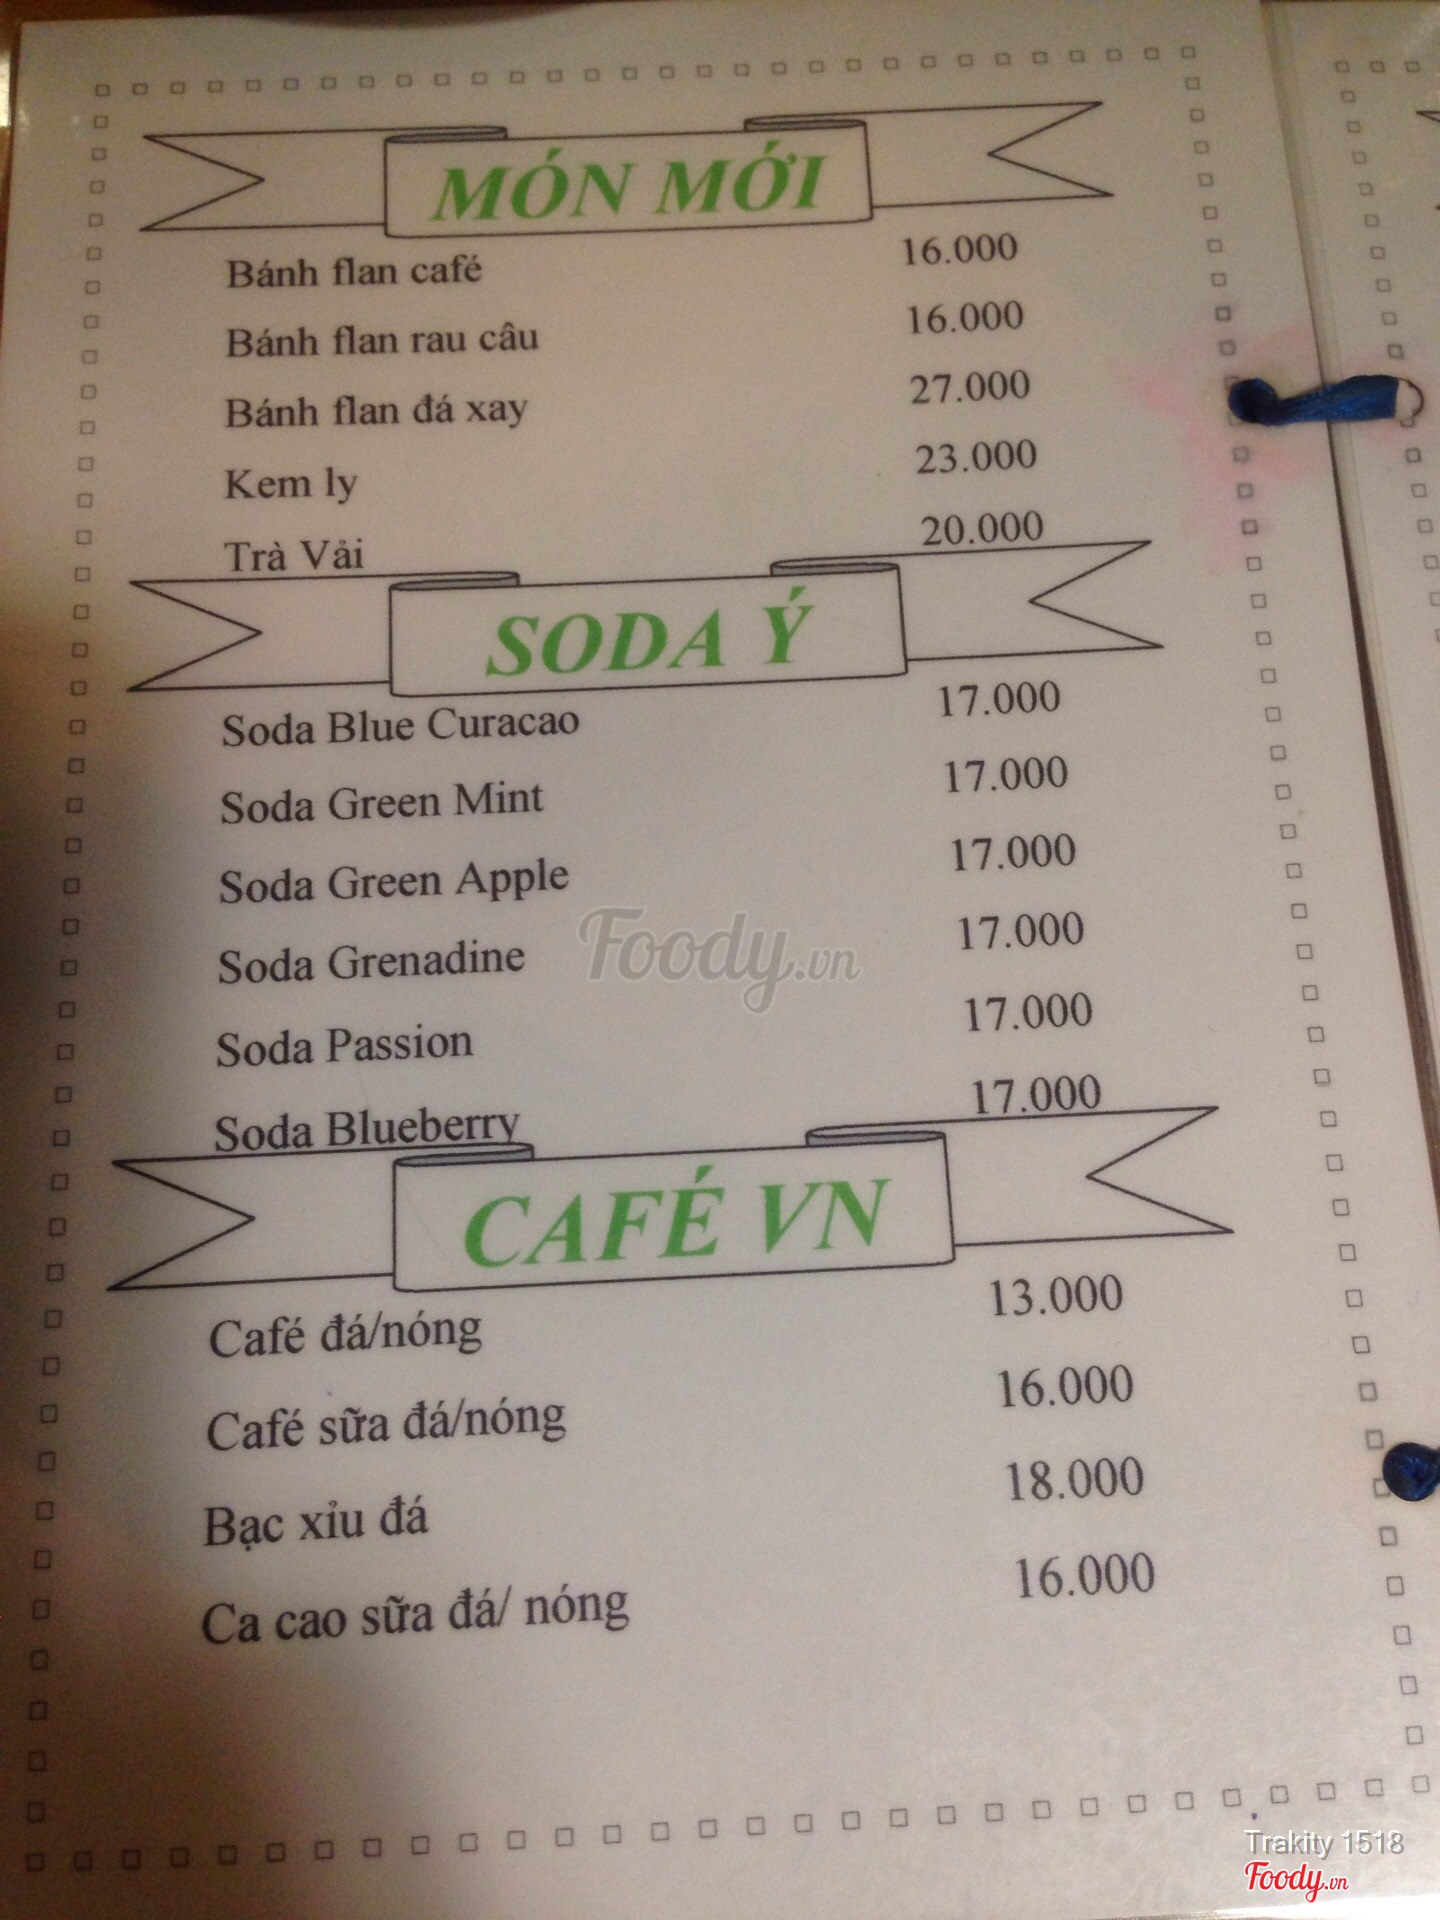 MÓN MỚI
Bánh flan café 16.000
Bánh flan rau câu 16.000
Bánh flan đá xay 27.000
Kem ly 23.000
Trà Vải 20.000
SODA Ý
Soda Blue Curacao 17.000
Soda Green Mint 17.000
Soda Green Apple 17.000
Soda Grenadine 17.000
Soda Passion 17.000
Soda Blueberry 17.000
CAFÉ VN
Café đá/nóng 13.000
Café sữa đá/nóng 16.000
Bạc xỉu đá 18.000
Ca cao sữa đá/ nóng 16.000
Foody.vn
Trakity 1518
Foody.vn